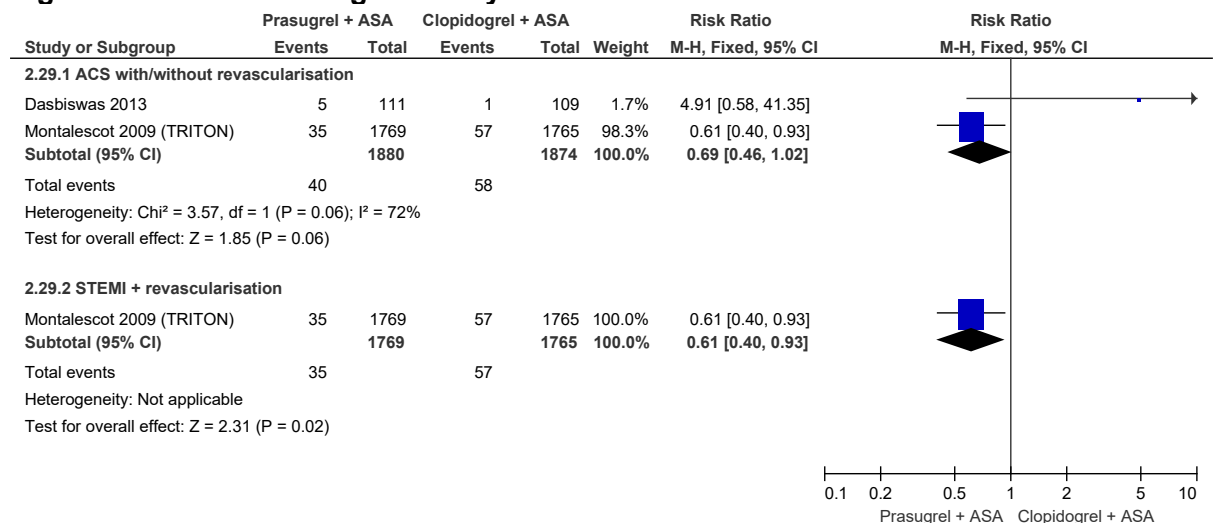 Prasugrel + ASA Clopidogrel + ASA Risk Ratio Risk Ratio
Study or Subgroup Events Total Events Total Weight M-H, Fixed, 95% CI M-H, Fixed, 95% CI
2.29.1 ACS with/without revascularisation
Dasbiswas 2013 5 111 1 109 1.7% 4.91 [0.58, 41.35]
Montalescot 2009 (TRITON) 35 1769 57 1765 98.3% 0.61 [0.40, 0.93]
Subtotal (95% CI) 1880 1874 100.0% 0.69 [0.46, 1.02]
Total events 40 58
Heterogeneity: Chi² = 3.57, df = 1 (P = 0.06); I² = 72%
Test for overall effect: Z = 1.85 (P = 0.06)
2.29.2 STEMI + revascularisation
Montalescot 2009 (TRITON) 35 1769 57 1765 100.0% 0.61 [0.40, 0.93]
Subtotal (95% CI) 1769 1765 100.0% 0.61 [0.40, 0.93]
Total events 35 57
Heterogeneity: Not applicable
Test for overall effect: Z = 2.31 (P = 0.02)
0.1 0.2 0.5 1 2 5 10
Prasugrel + ASA Clopidogrel + ASA